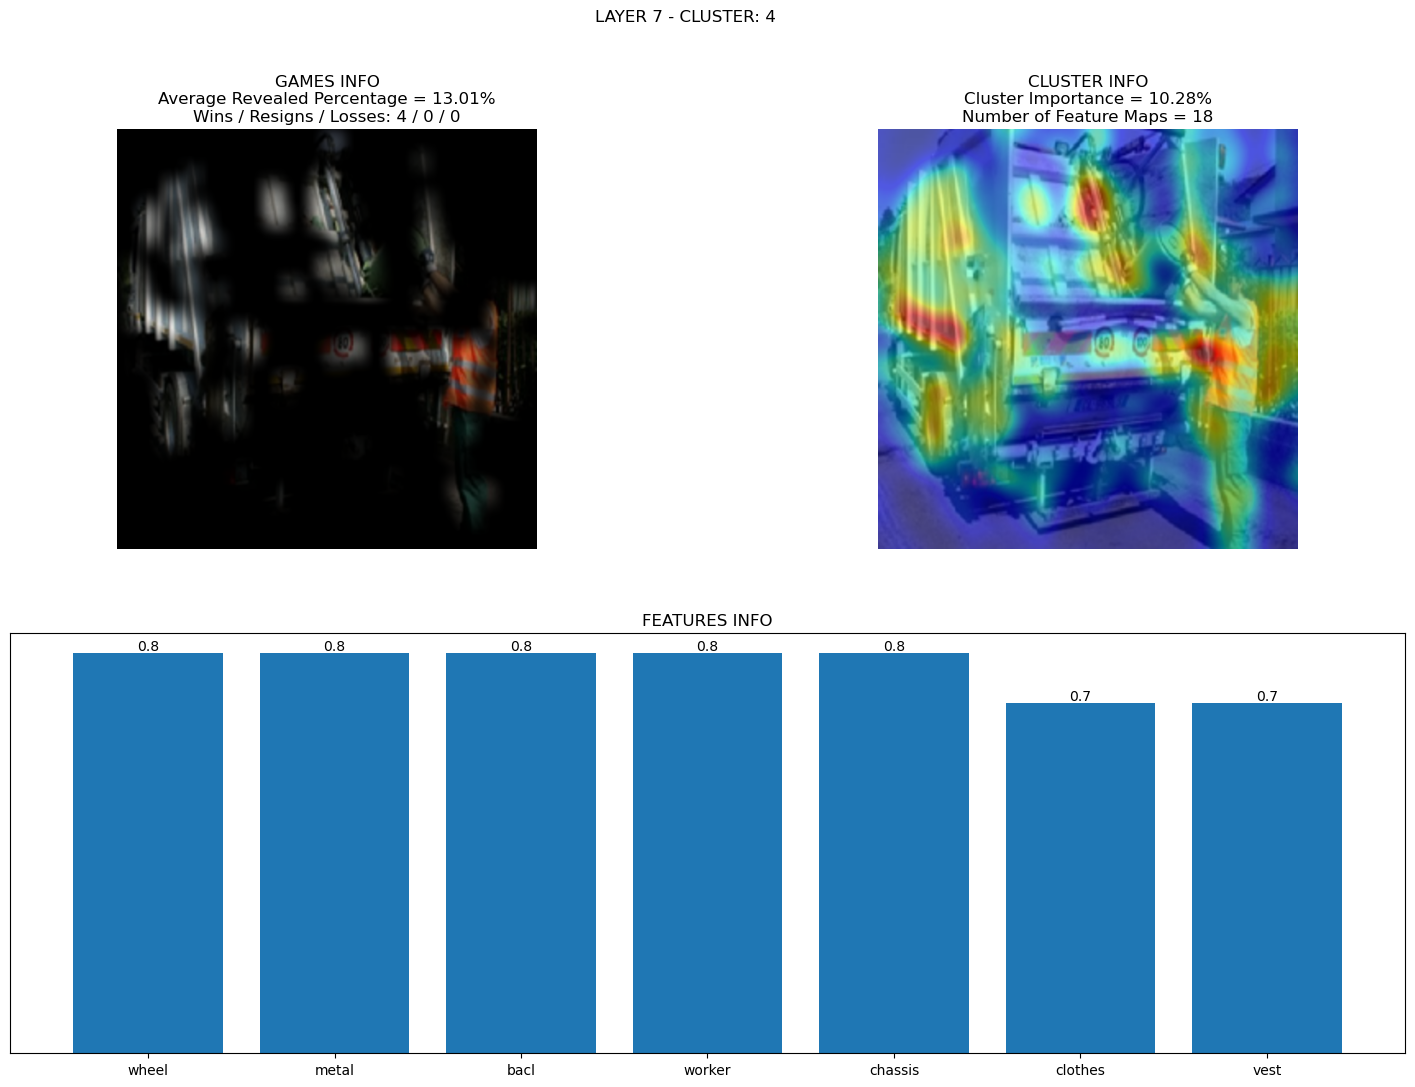 LAYER 7 - CLUSTER: 4
GAMES INFO
Average Revealed Percentage = 13.01%
Wins / Resigns / Losses: 4 / 0 / 0
CLUSTER INFO
Cluster Importance = 10.28%
Number of Feature Maps = 18
FEATURES INFO
0.8 0.8 0.8 0.8 0.8 0.7 0.7
wheel metal bacl worker chassis clothes vest